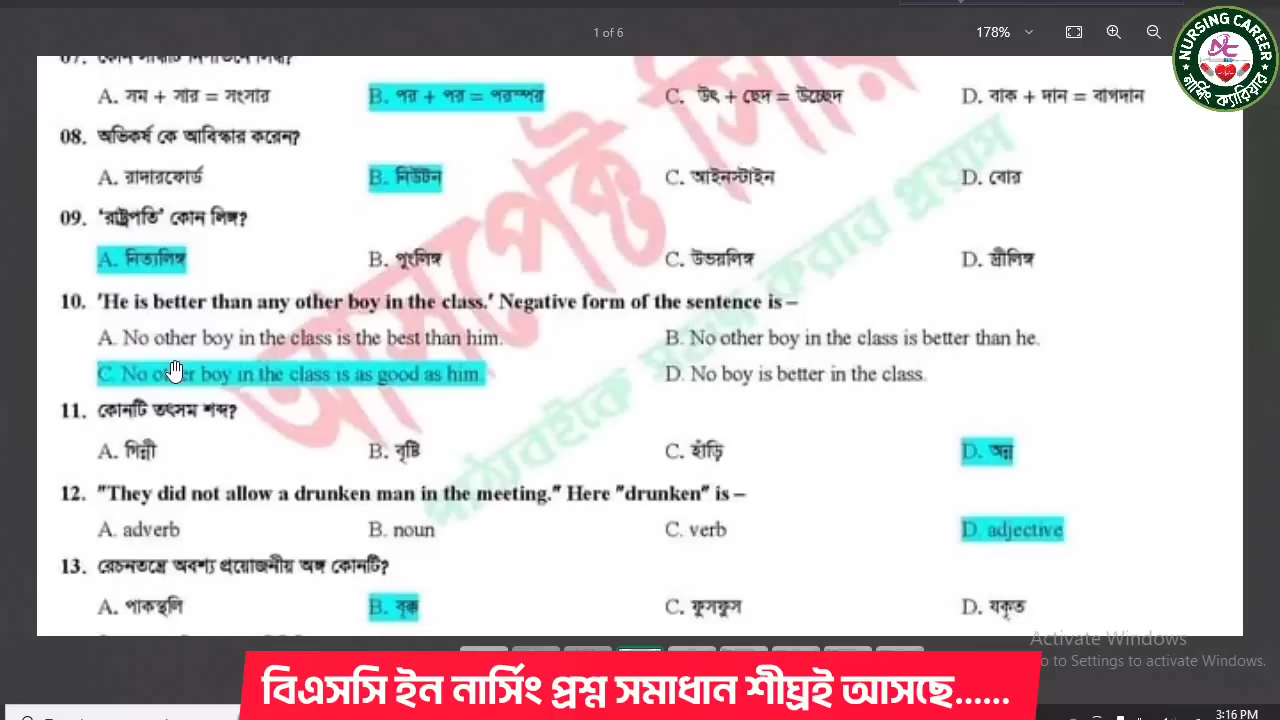 1 of 6
178%
NURSING CAREER
নার্সিং ক্যারিয়ার
07. কোন সন্ধিটি নিপাতনে সিদ্ধ?
A. সম + সার = সংসার B. পর + পর = পরস্পর C. উৎ + ছেদ = উচ্ছেদ D. বাক + দান = বাগদান
08. অভিকর্ষ কে আবিস্কার করেন?
A. রাদারফোর্ড B. নিউটন C. আইনস্টাইন D. বোর
09. ‘রাষ্ট্রপতি’ কোন লিঙ্গ?
A. নিত্যলিঙ্গ B. পুংলিঙ্গ C. উভয়লিঙ্গ D. স্ত্রীলিঙ্গ
10. 'He is better than any other boy in the class.' Negative form of the sentence is –
A. No other boy in the class is the best than him. B. No other boy in the class is better than he.
C. No other boy in the class is as good as him. D. No boy is better in the class.
11. কোনটি তৎসম শব্দ?
A. গিন্নী B. বৃষ্টি C. হাঁড়ি D. অন্ন
12. "They did not allow a drunken man in the meeting." Here "drunken" is –
A. adverb B. noun C. verb D. adjective
13. রেচনতন্ত্রে অবশ্য প্রয়োজনীয় অঙ্গ কোনটি?
A. পাকস্থলি B. বৃক্ক C. ফুসফুস D. যকৃত
Activate Windows
Go to Settings to activate Windows.
বিএসসি ইন নার্সিং প্রশ্ন সমাধান শীঘ্রই আসছে......
3:16 PM